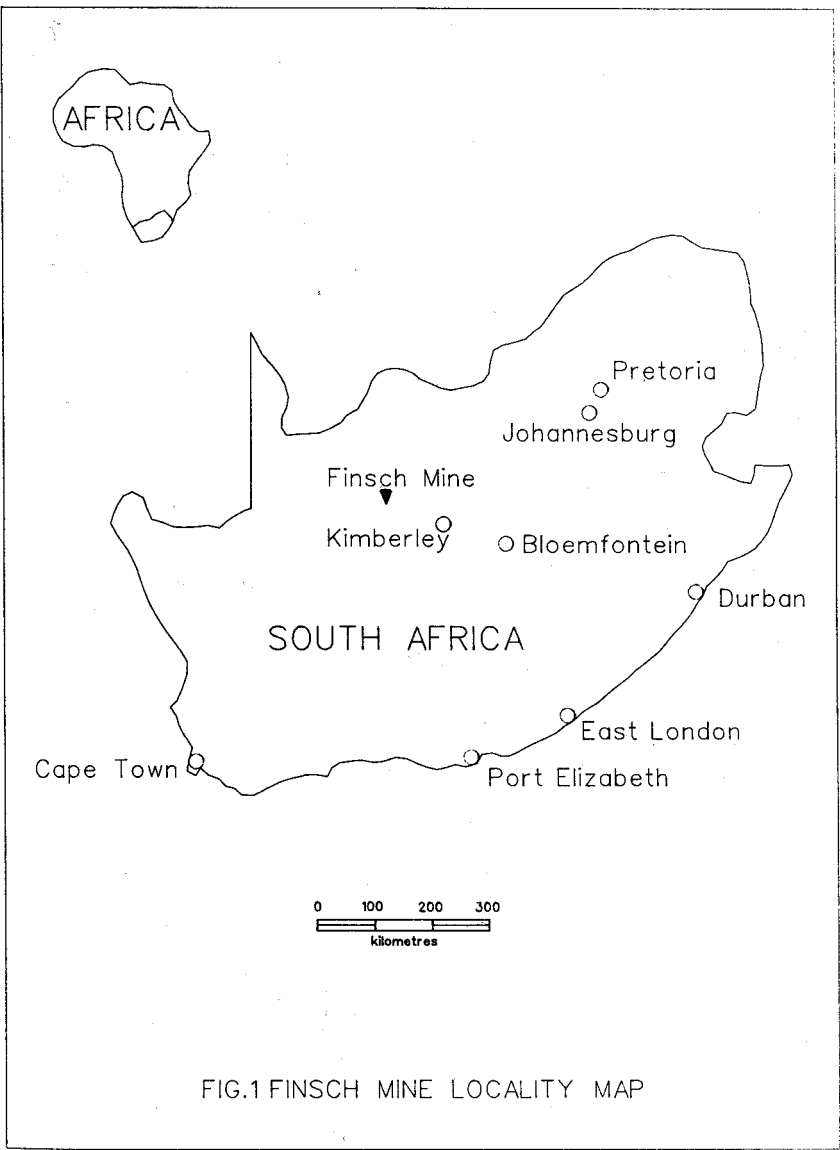 AFRICA
Pretoria
Johannesburg
Finsch Mine
Kimberley
Bloemfontein
Durban
SOUTH AFRICA
East London
Cape Town
Port Elizabeth
0 100 200 300
kilometres
FIG.1 FINSCH MINE LOCALITY MAP